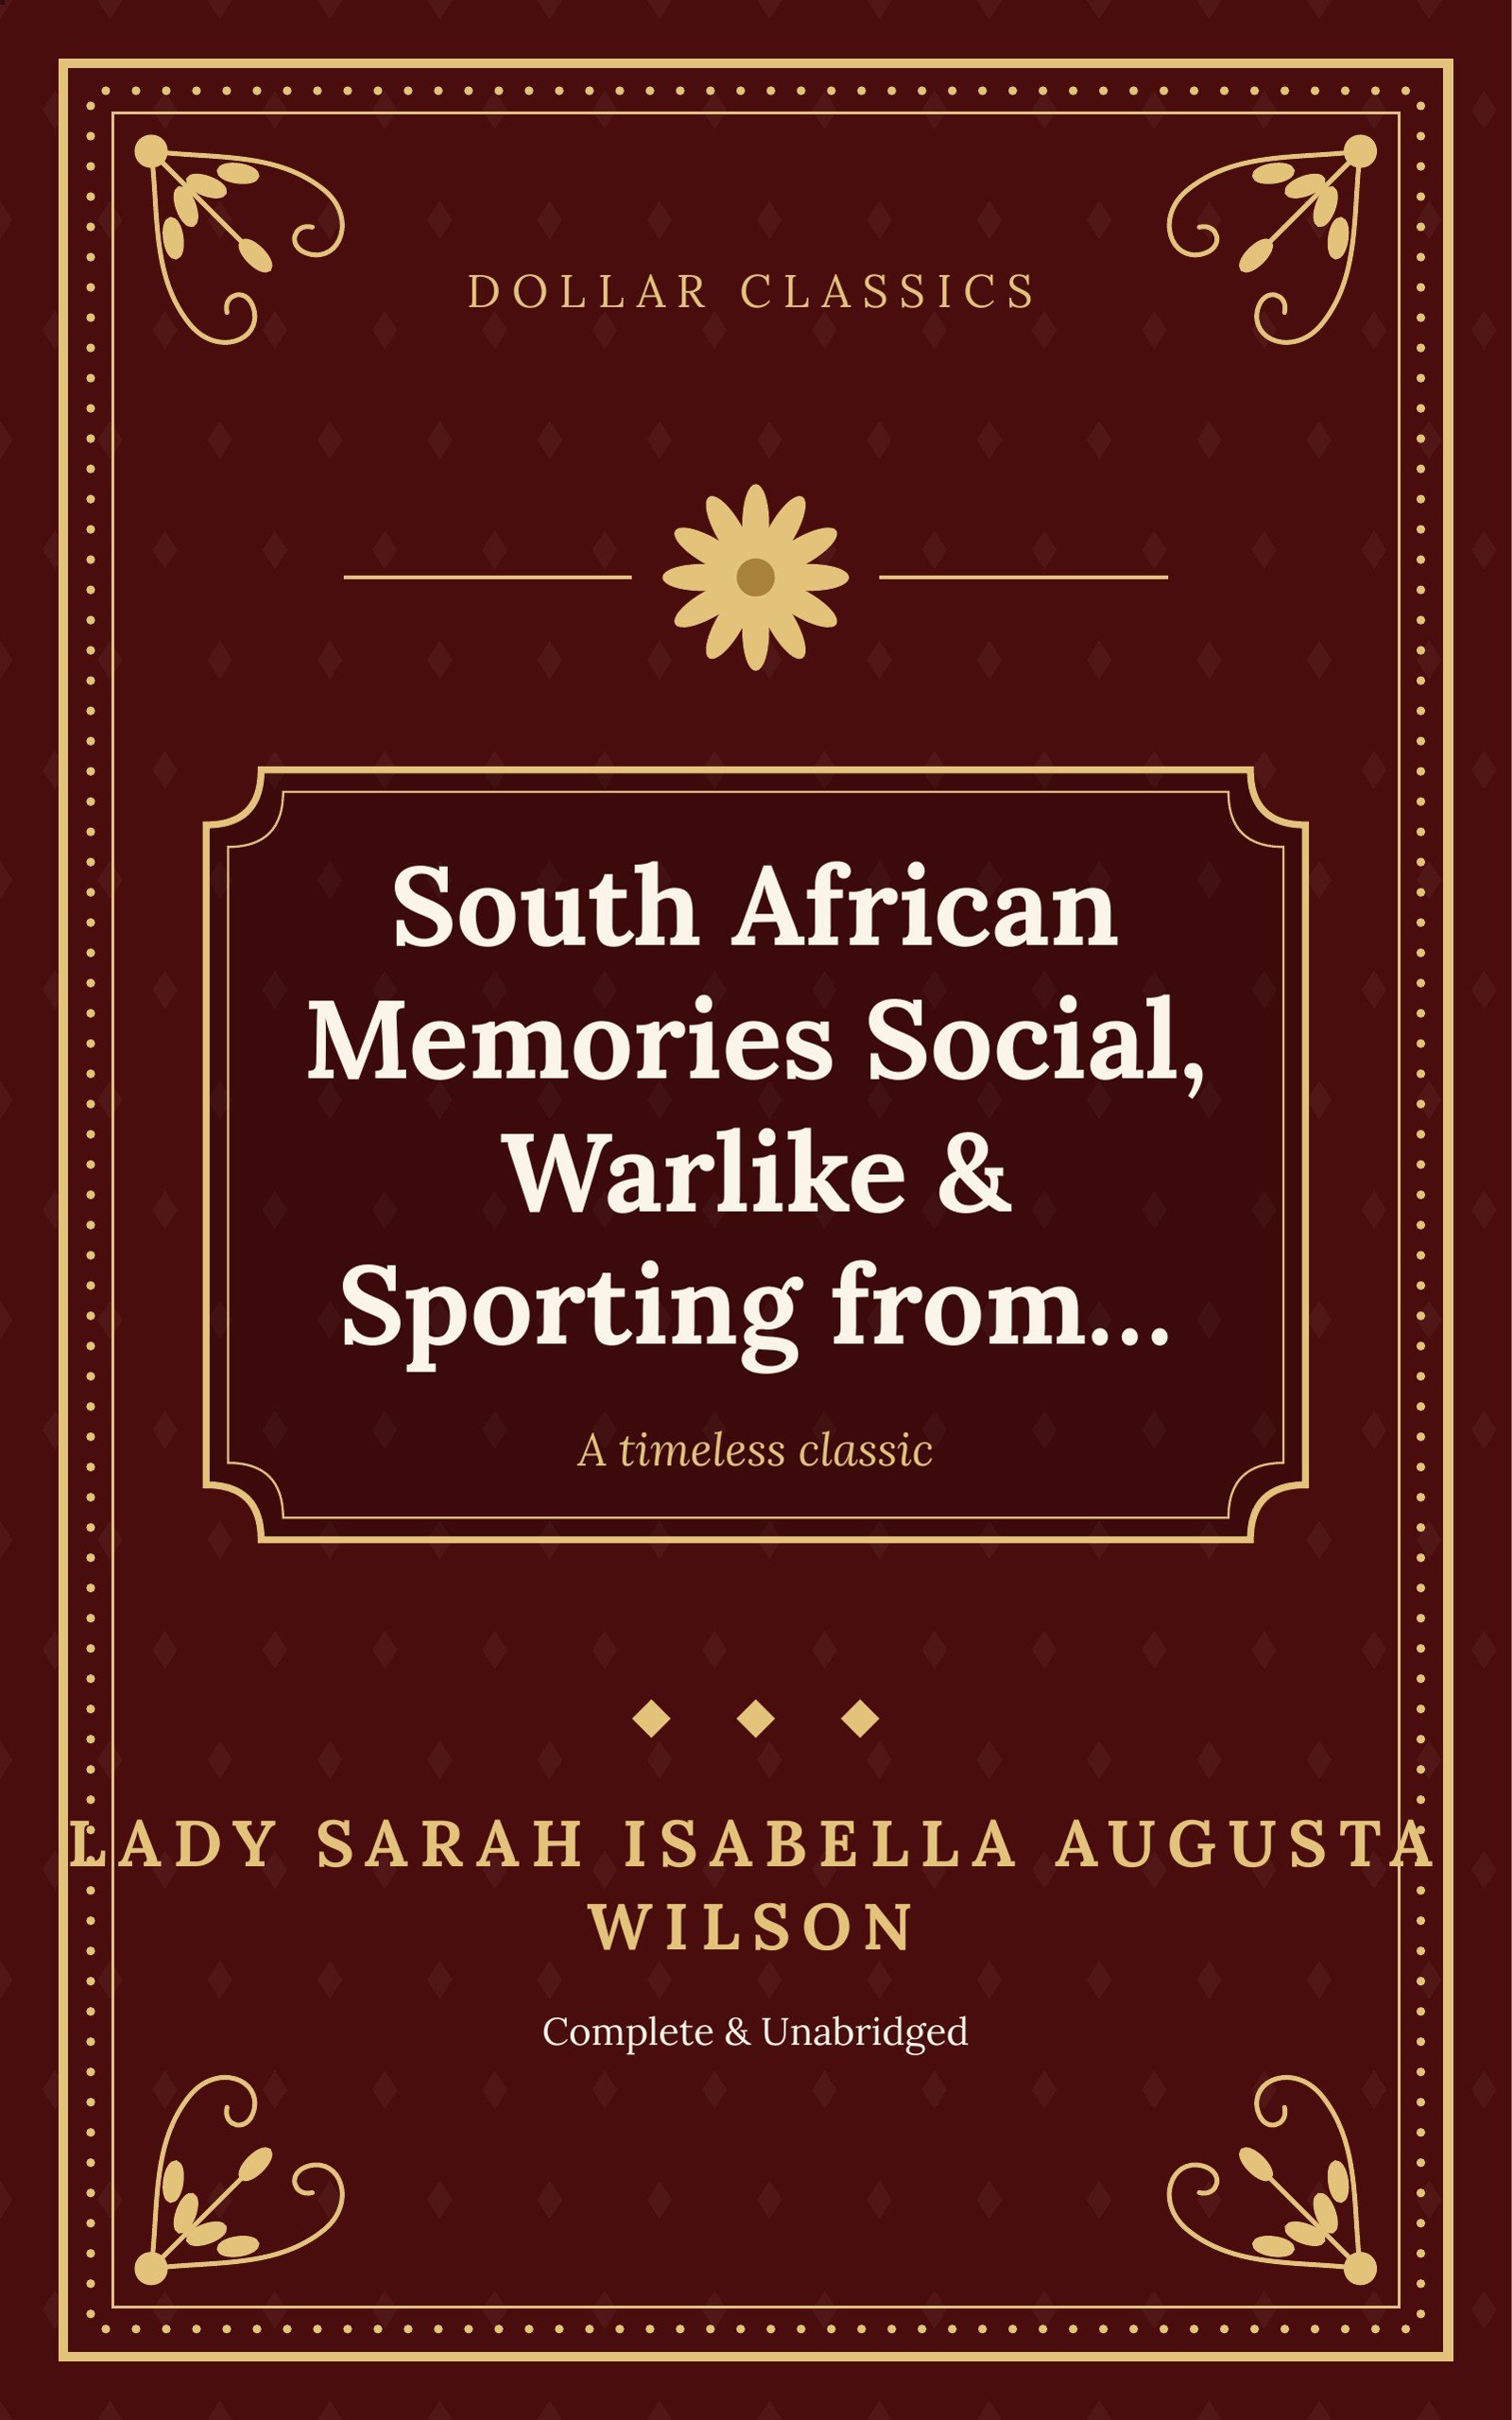 DOLLAR CLASSICS
South African
Memories Social,
Warlike &
Sporting from...
A timeless classic
LADY SARAH ISABELLA AUGUSTA
WILSON
Complete & Unabridged